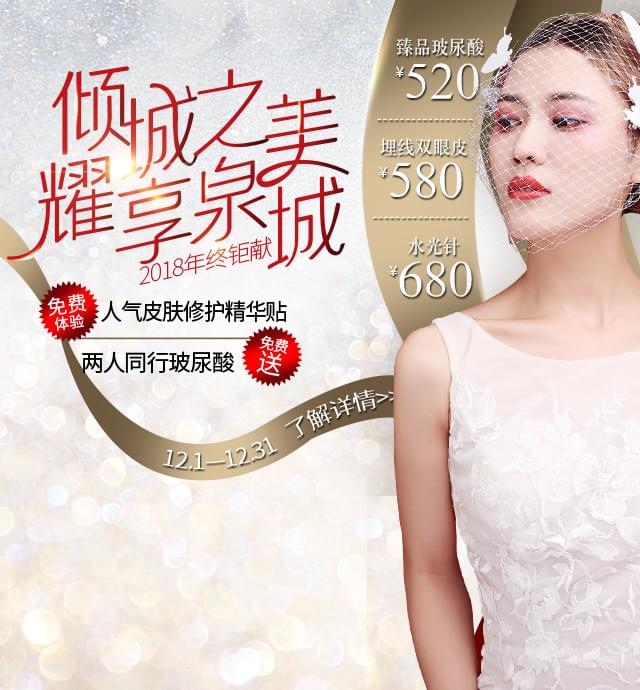 倾城之美
耀享泉城
2018年终钜献
免费
体验
人气皮肤修护精华贴
两人同行玻尿酸
免费
送
12.1—12.31 了解详情>>
臻品玻尿酸
¥520
埋线双眼皮
¥580
水光针
¥680